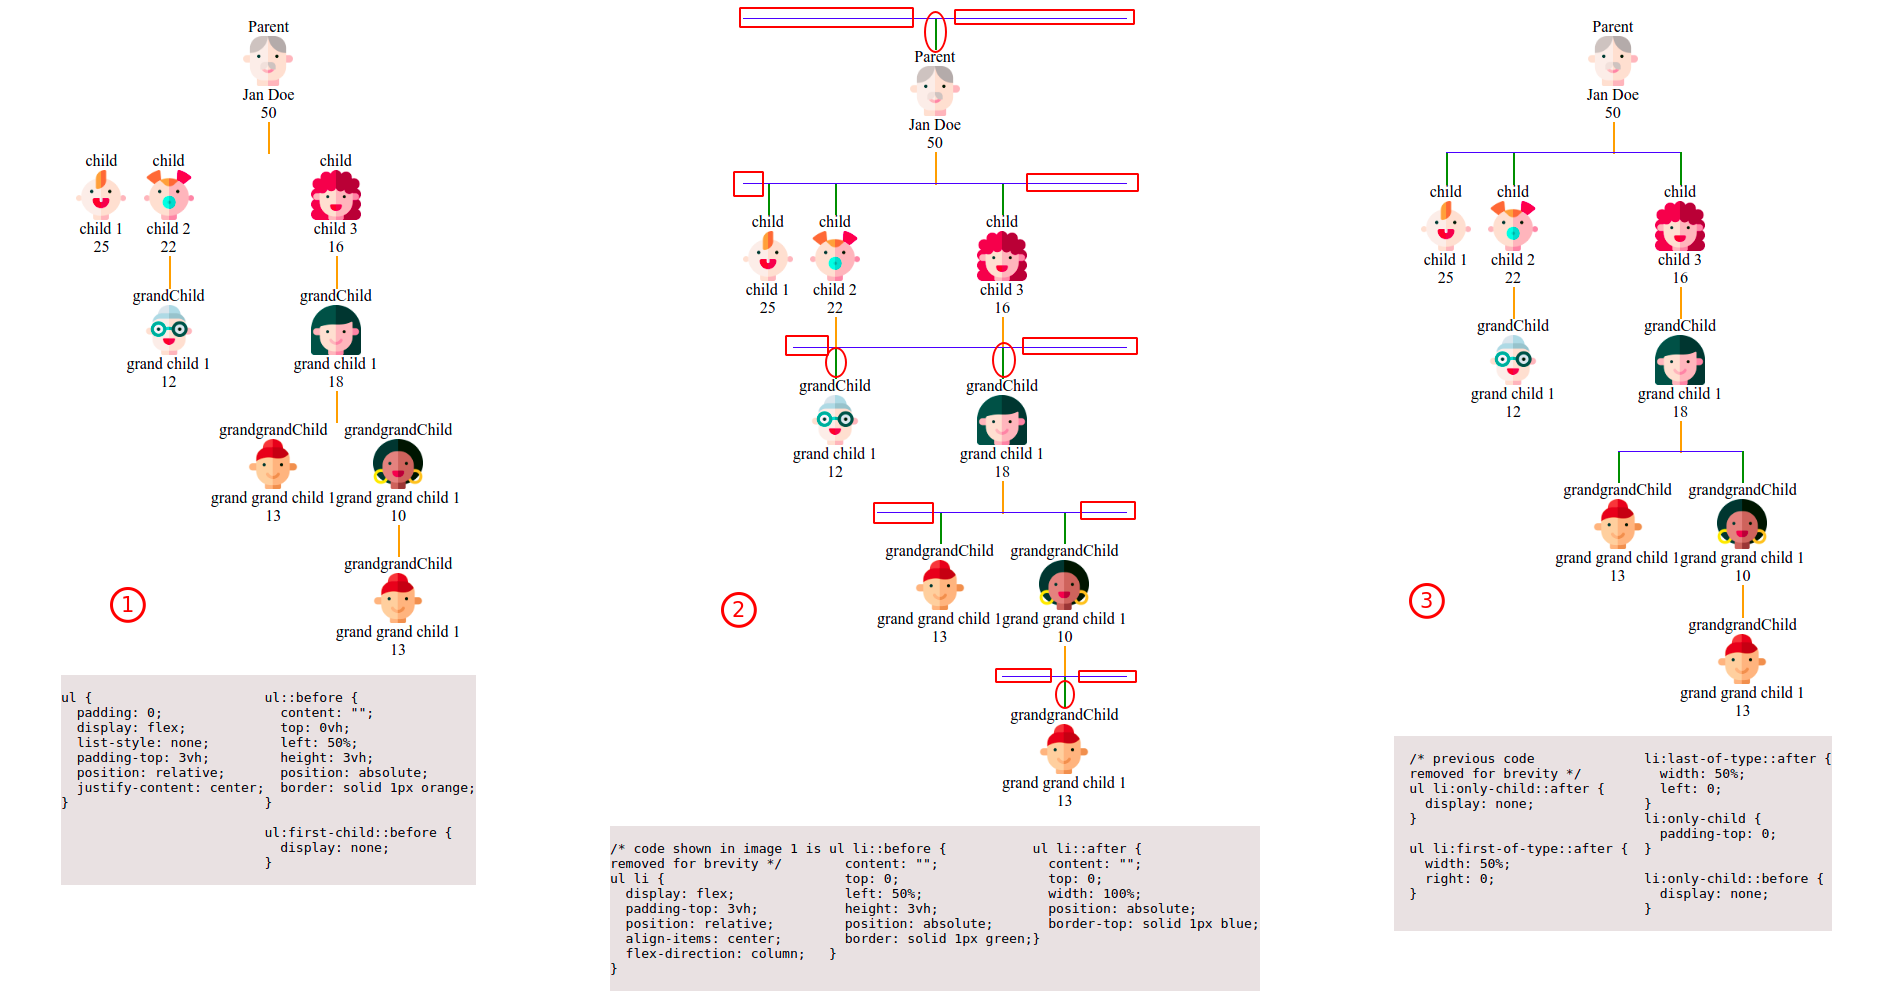 Parent
Jan Doe
50
child child child
child 1 child 2 child 3
25 22 16
grandChild grandChild
grand child 1 grand child 1
12 18
grandgrandChild grandgrandChild
grand grand child 1 grand grand child 1
13 10
grandgrandChild
grand grand child 1
13
1
ul {
  padding: 0;
  display: flex;
  list-style: none;
  padding-top: 3vh;
  position: relative;
  justify-content: center;
}
ul::before {
  content: "";
  top: 0vh;
  left: 50%;
  height: 3vh;
  position: absolute;
  border: solid 1px orange;
}
ul:first-child::before {
  display: none;
}
Parent
Jan Doe
50
child child child
child 1 child 2 child 3
25 22 16
grandChild grandChild
grand child 1 grand child 1
12 18
grandgrandChild grandgrandChild
grand grand child 1 grand grand child 1
13 10
grandgrandChild
grand grand child 1
13
2
/* code shown in image 1 is
removed for brevity */
ul li {
  display: flex;
  padding-top: 3vh;
  position: relative;
  align-items: center;
  flex-direction: column;
}
ul li::before {
  content: "";
  top: 0;
  left: 50%;
  height: 3vh;
  position: absolute;
  border: solid 1px green;
}
ul li::after {
  content: "";
  top: 0;
  width: 100%;
  position: absolute;
  border-top: solid 1px blue;
}
Parent
Jan Doe
50
child child child
child 1 child 2 child 3
25 22 16
grandChild grandChild
grand child 1 grand child 1
12 18
grandgrandChild grandgrandChild
grand grand child 1 grand grand child 1
13 10
grandgrandChild
grand grand child 1
13
3
/* previous code
removed for brevity */
ul li:only-child::after {
  display: none;
}
ul li:first-of-type::after {
  width: 50%;
  right: 0;
}
li:last-of-type::after {
  width: 50%;
  left: 0;
}
li:only-child {
  padding-top: 0;
}
li:only-child::before {
  display: none;
}